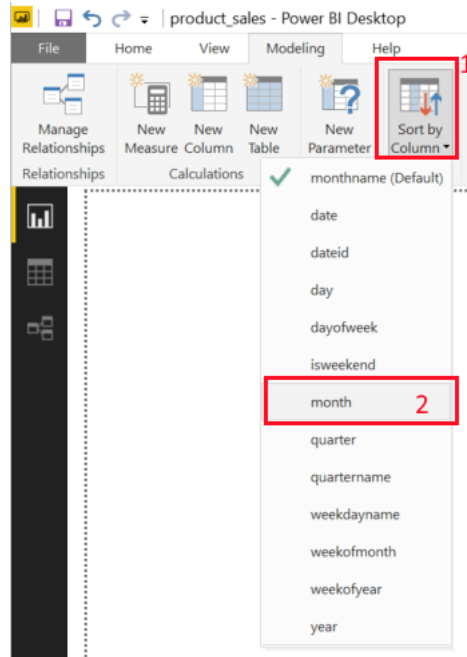 product_sales - Power BI Desktop
File Home View Modeling Help
1
Manage Relationships
New Measure
New Column
New Table
New Parameter
Sort by Column
Relationships
Calculations
monthname (Default)
date
dateid
day
dayofweek
isweekend
month 2
quarter
quartername
weekdayname
weekofmonth
weekofyear
year